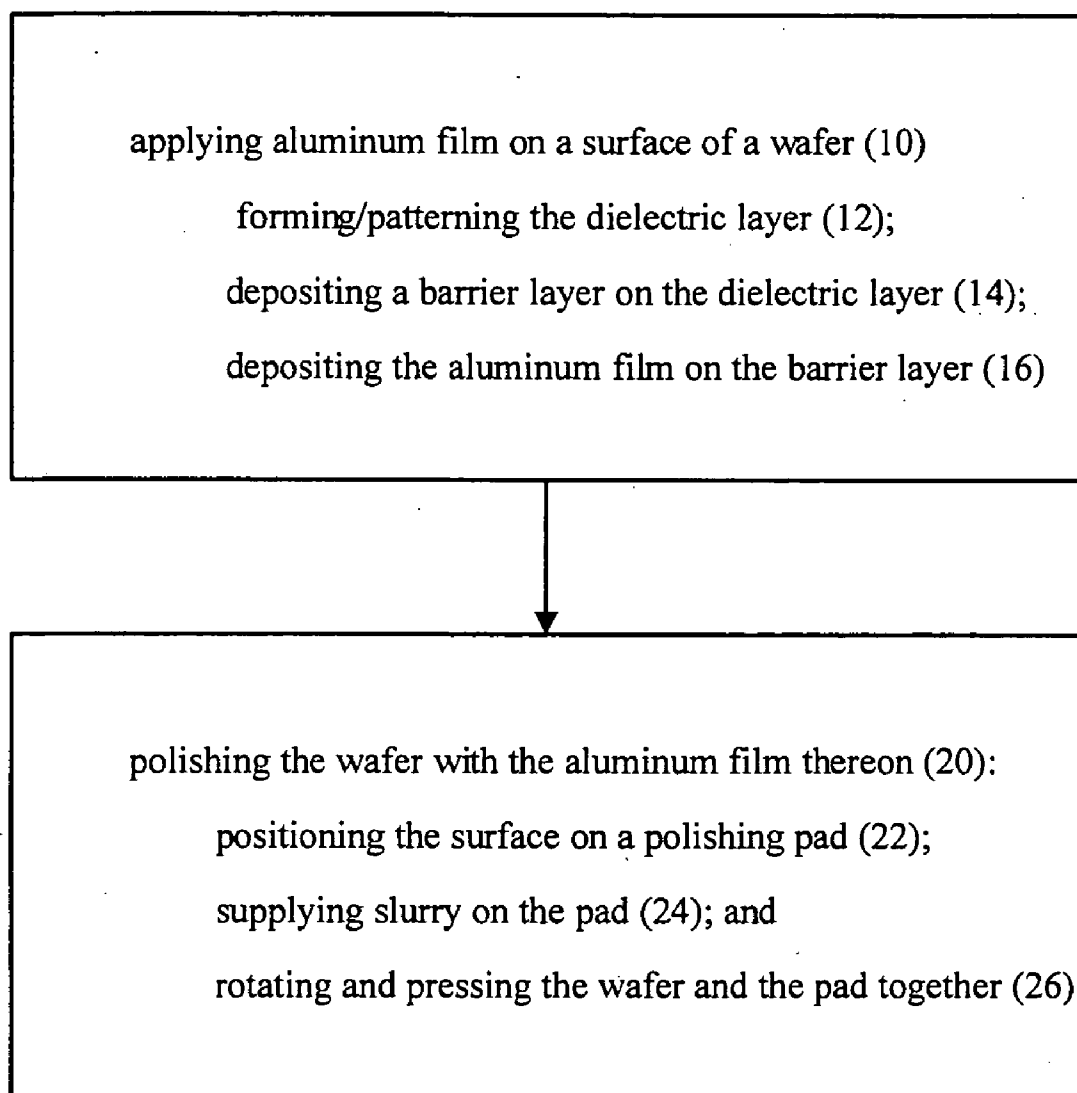 applying aluminum film on a surface of a wafer (10)
forming/patterning the dielectric layer (12);
depositing a barrier layer on the dielectric layer (14);
depositing the aluminum film on the barrier layer (16)
polishing the wafer with the aluminum film thereon (20):
positioning the surface on a polishing pad (22);
supplying slurry on the pad (24); and
rotating and pressing the wafer and the pad together (26)